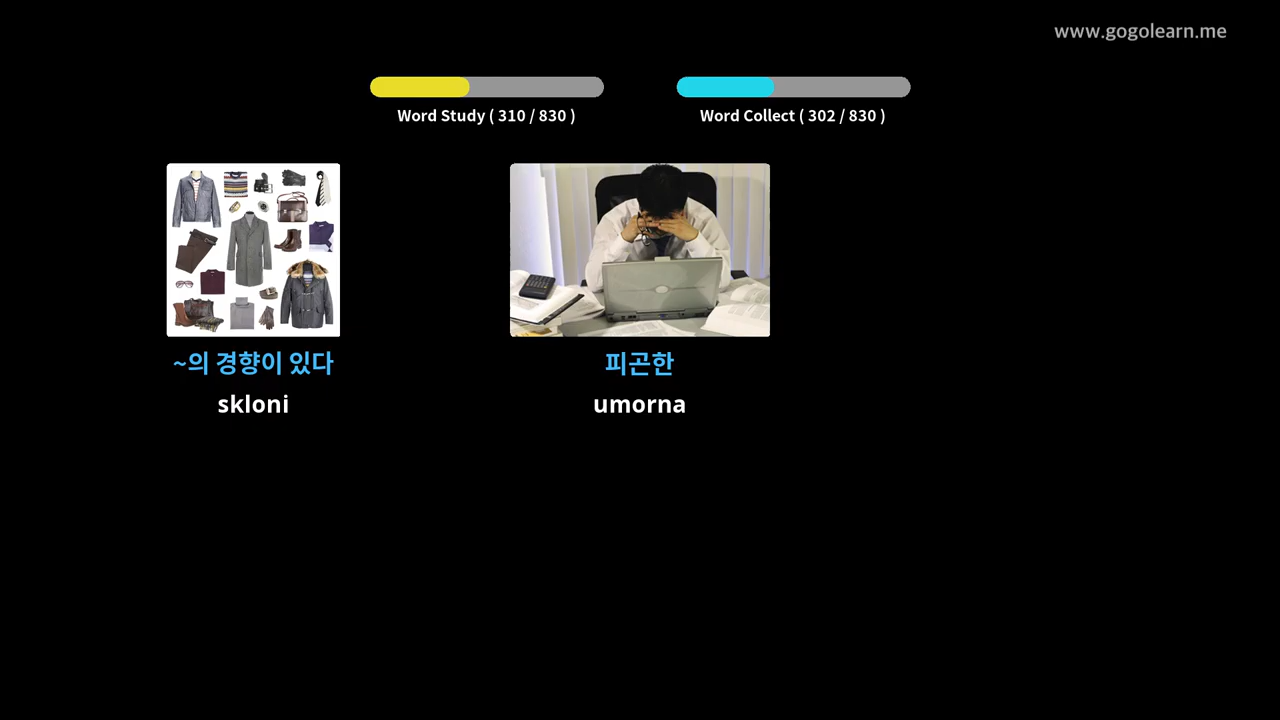 www.gogolearn.me
Word Study ( 310 / 830 )
Word Collect ( 302 / 830 )
~의 경향이 있다
skloni
피곤한
umorna